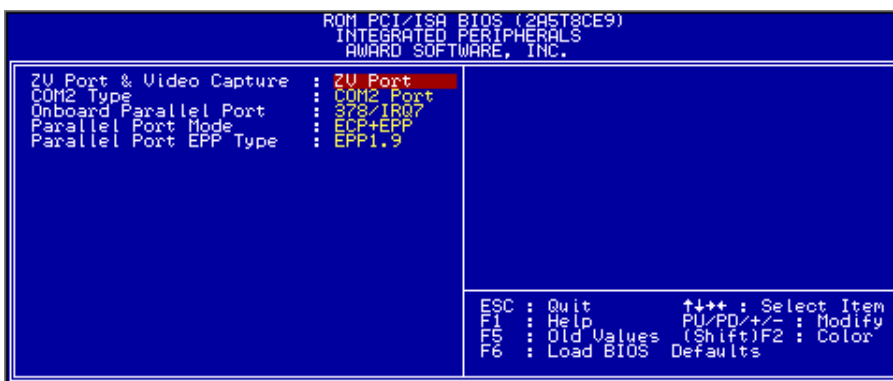 ROM PCI/ISA BIOS (2A5T8CE9)
INTEGRATED PERIPHERALS
AWARD SOFTWARE, INC.
ZV Port & Video Capture : ZV Port
COM2 Type : COM2 Port
Onboard Parallel Port : 378/IRQ7
Parallel Port Mode : ECP+EPP
Parallel Port EPP Type : EPP1.9
ESC : Quit ↑↓→← : Select Item
F1 : Help PU/PD/+/- : Modify
F5 : Old Values (Shift)F2 : Color
F6 : Load BIOS Defaults